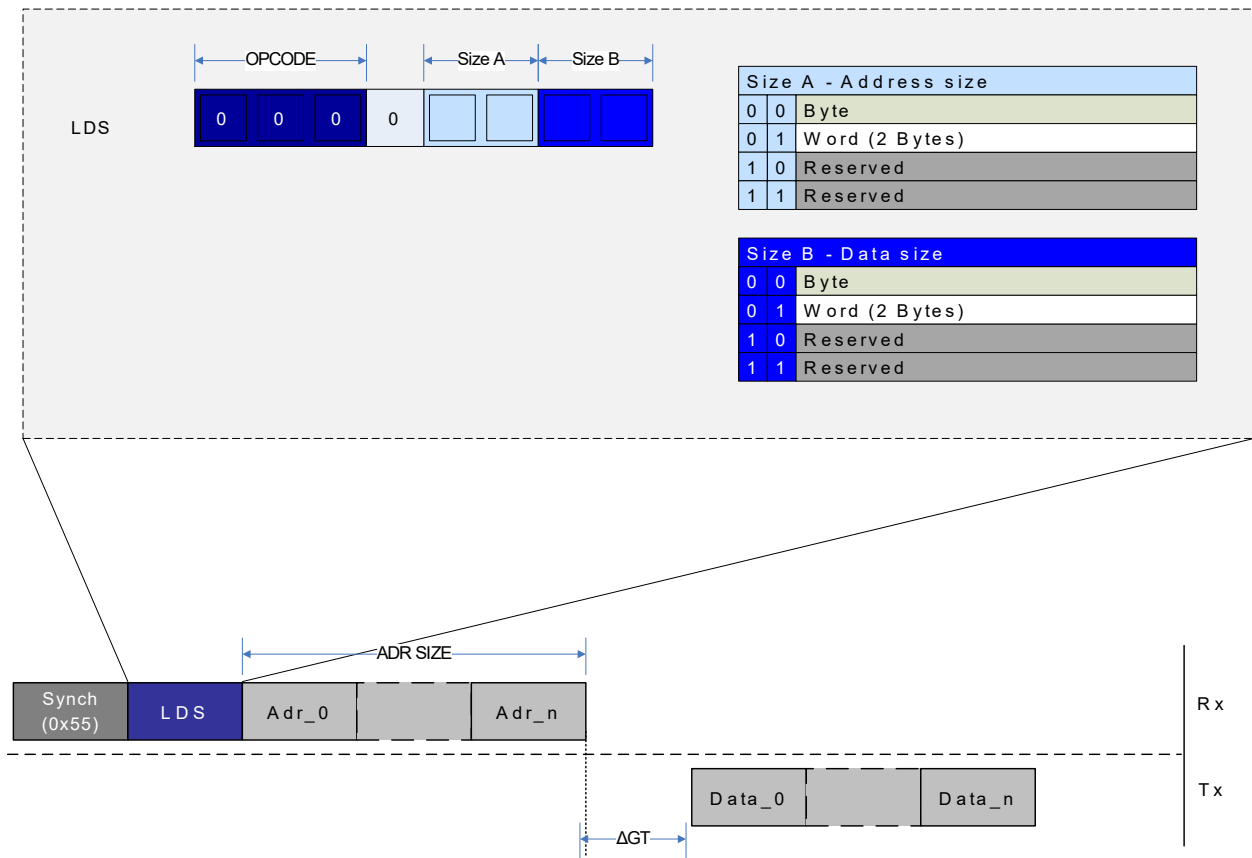 OPCODE Size A Size B
LDS 0 0 0 0
Size A - Address size
0 0 Byte
0 1 Word (2 Bytes)
1 0 Reserved
1 1 Reserved
Size B - Data size
0 0 Byte
0 1 Word (2 Bytes)
1 0 Reserved
1 1 Reserved
ADR SIZE
Synch
(0x55)
LDS Adr_0 Adr_n Rx
Data_0 Data_n Tx
ΔGT